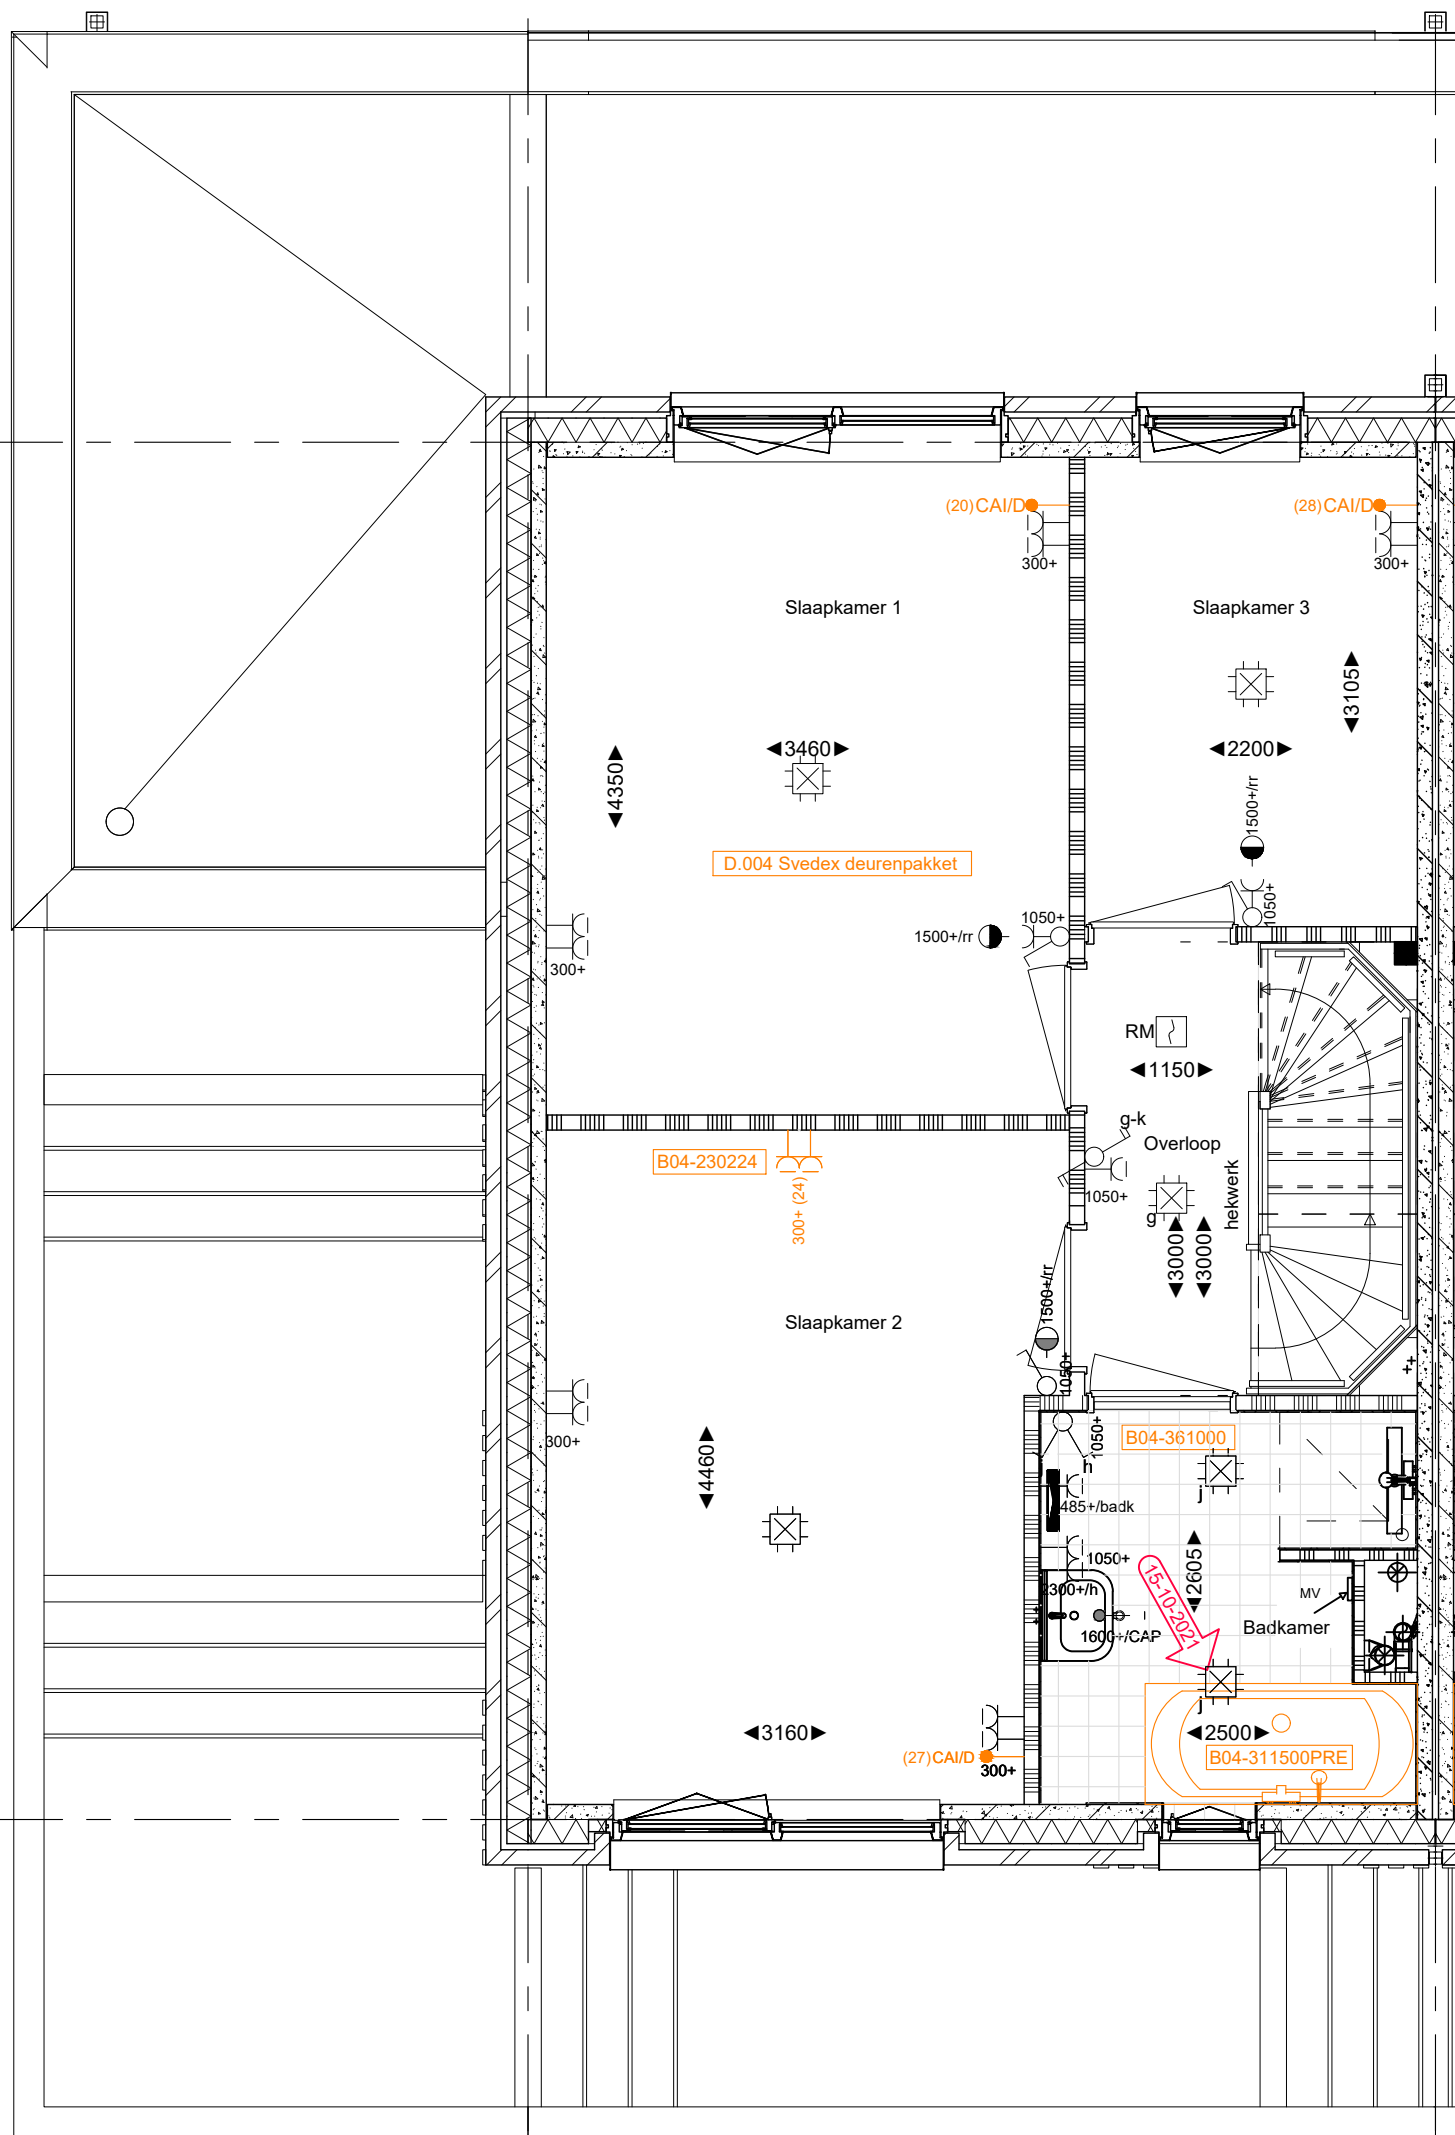 (20) CAI/D
300+
(28) CAI/D
300+
Slaapkamer 1
Slaapkamer 3
3105
3460
2200
4350
1500+/rr
D.004 Svedex deurenpakket
1050+
1500+/rr
1050+
300+
RM
1150
g-k
Overloop
B04-230224
300+ (24)
1050+
g
hekwerk
3000
3000
1500+/rr
Slaapkamer 2
1050+
300+
1050+
B04-361000
4460
h
j
485+/badk
1050+
2605
15-10-2021
2300+/h
MV
1600+/CAP
Badkamer
j
3160
2500
(27) CAI/D
300+
B04-311500PRE